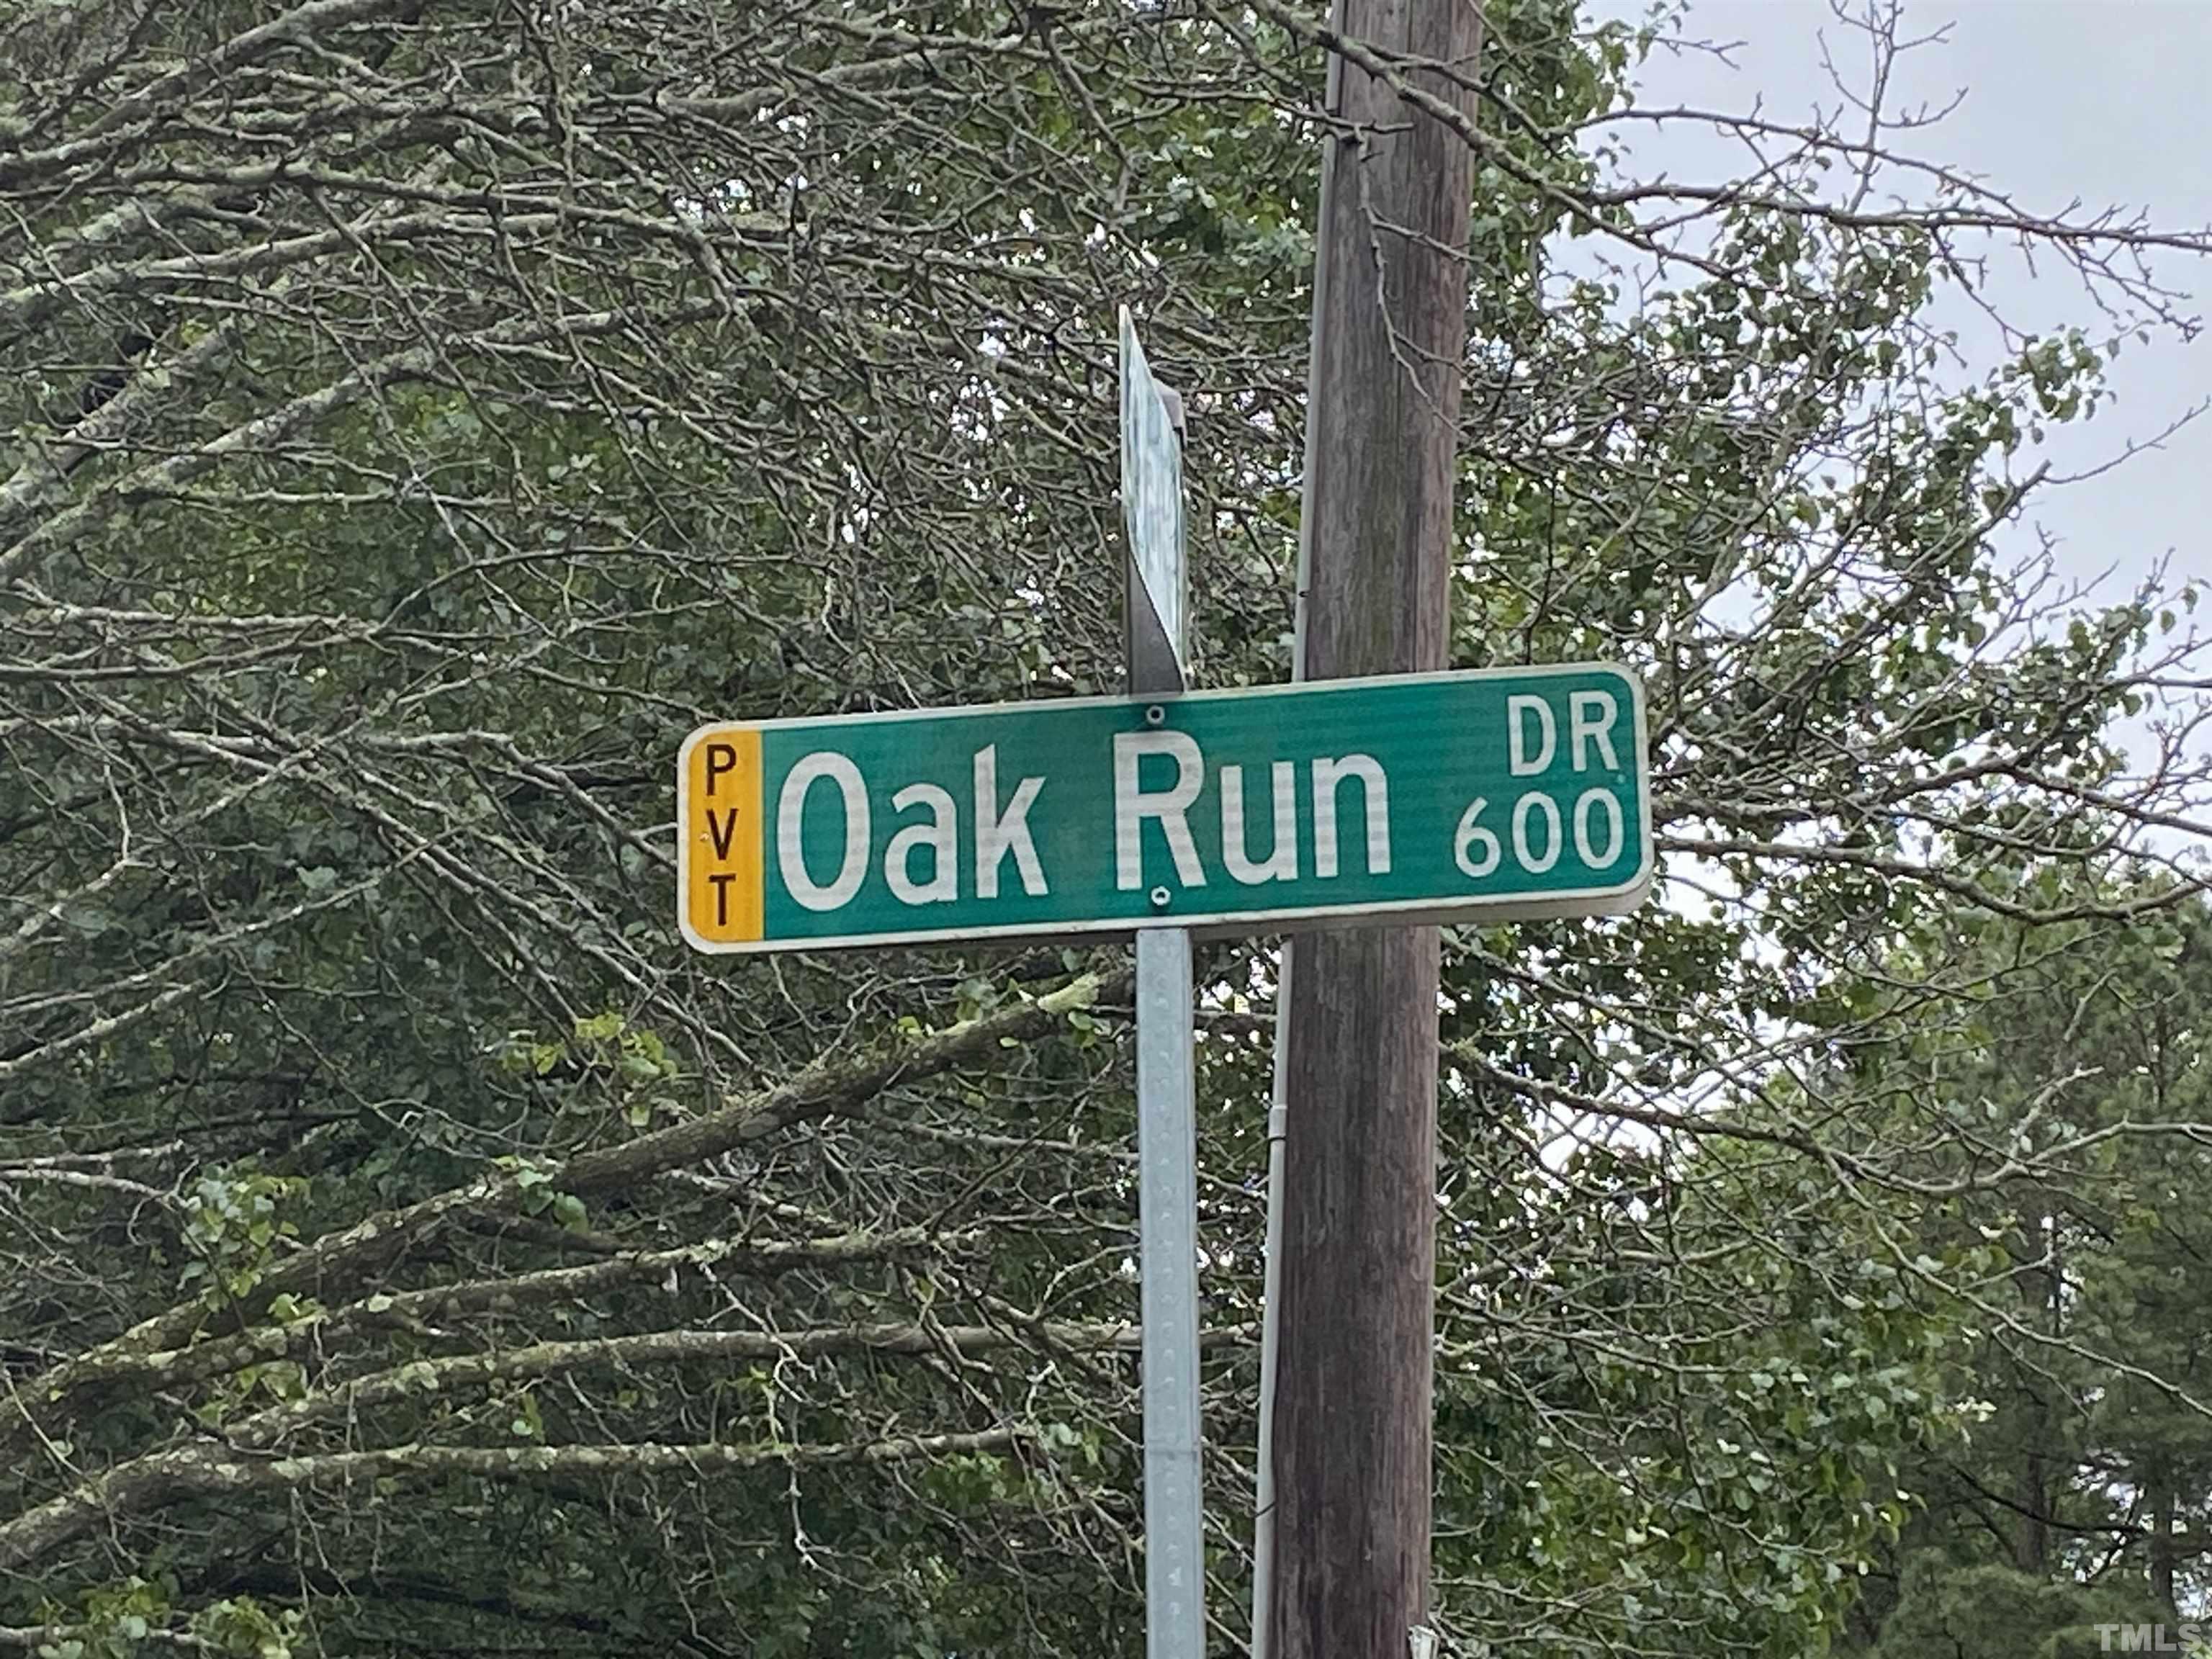 PVT
Oak Run DR
600
TMLS